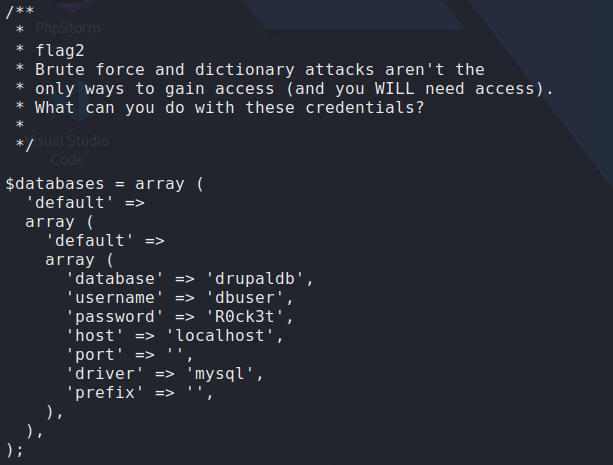 /**
 *
PhpStorm
 * flag2
 * Brute force and dictionary attacks aren't the
 * only ways to gain access (and you WILL need access).
 * What can you do with these credentials?
 *
 */
Visual Studio
Code
$databases = array (
  'default' =>
  array (
    'default' =>
    array (
      'database' => 'drupaldb',
      'username' => 'dbuser',
      'password' => 'R0ck3t',
      'host' => 'localhost',
      'port' => '',
      'driver' => 'mysql',
      'prefix' => '',
    ),
  ),
);